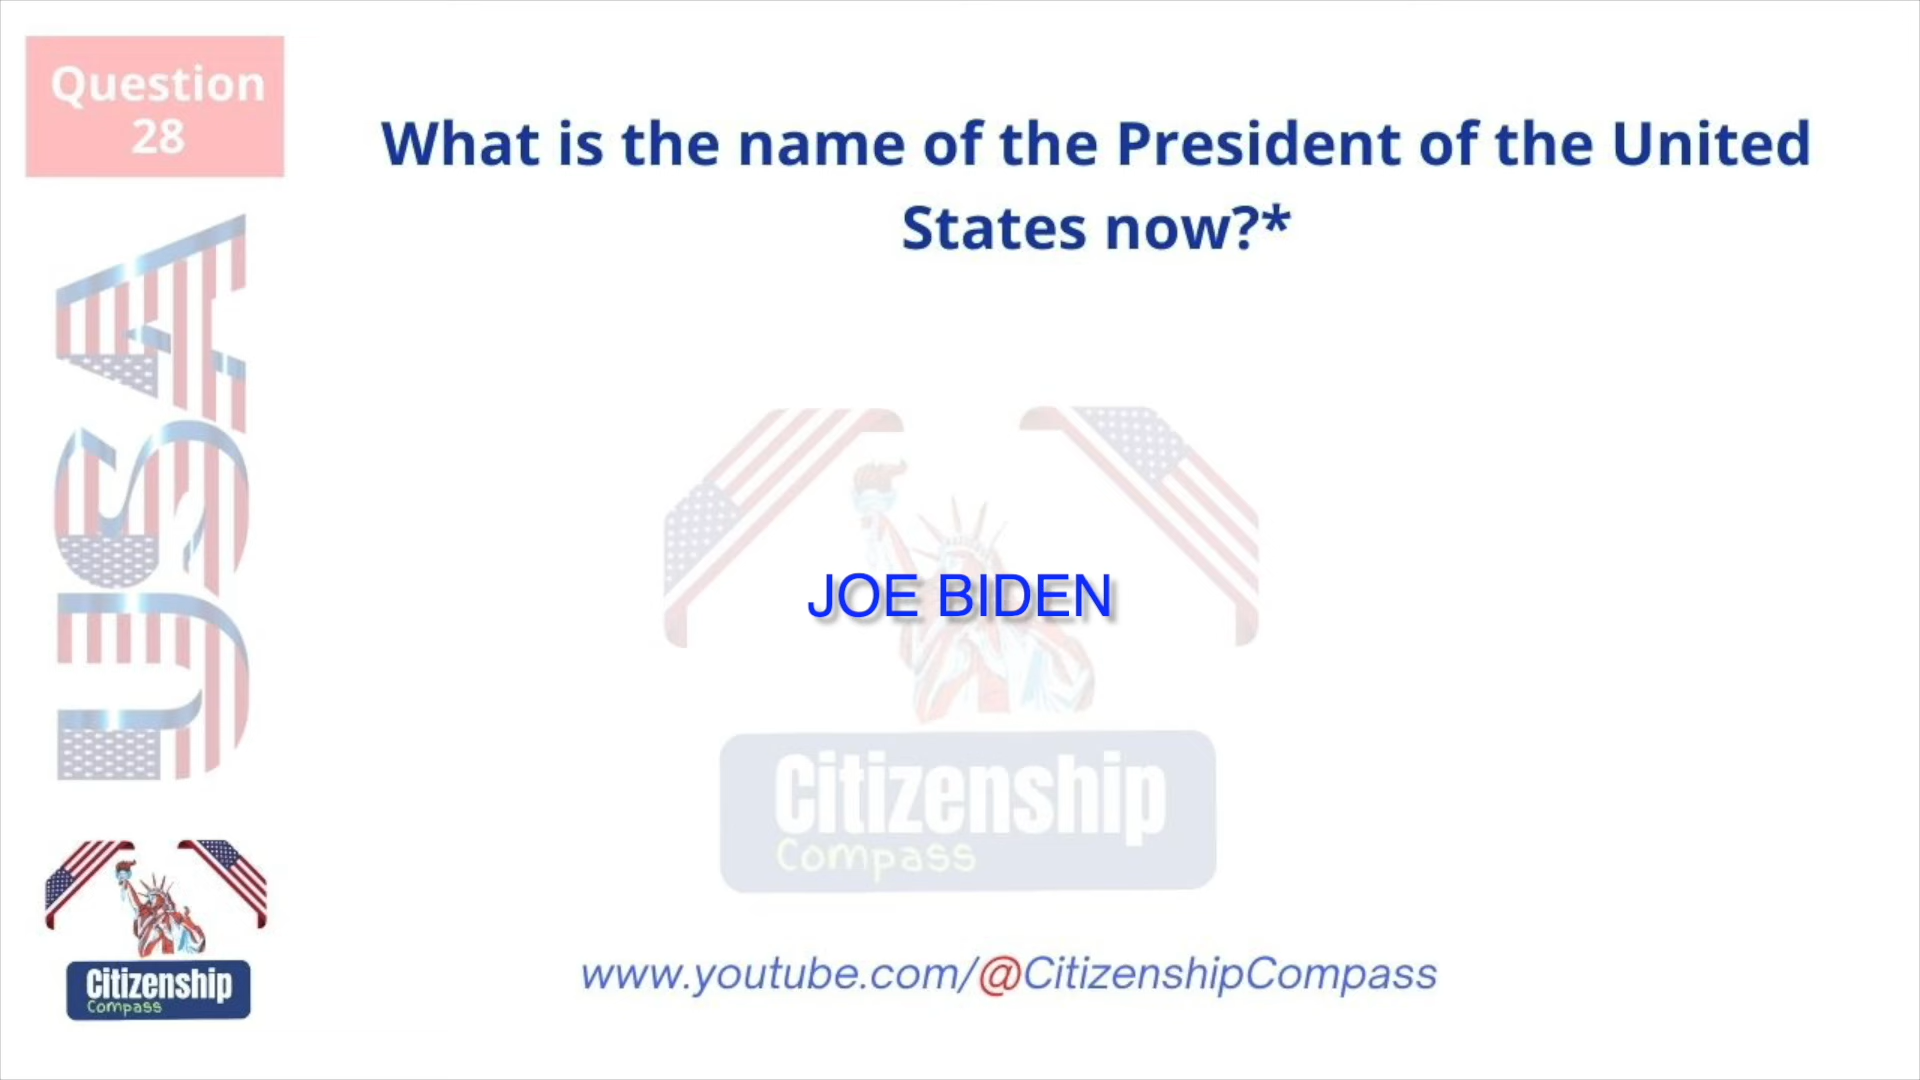 Question
28
What is the name of the President of the United
States now?*
USA
JOE BIDEN
Citizenship
Compass
Citizenship
Compass
www.youtube.com/@CitizenshipCompass